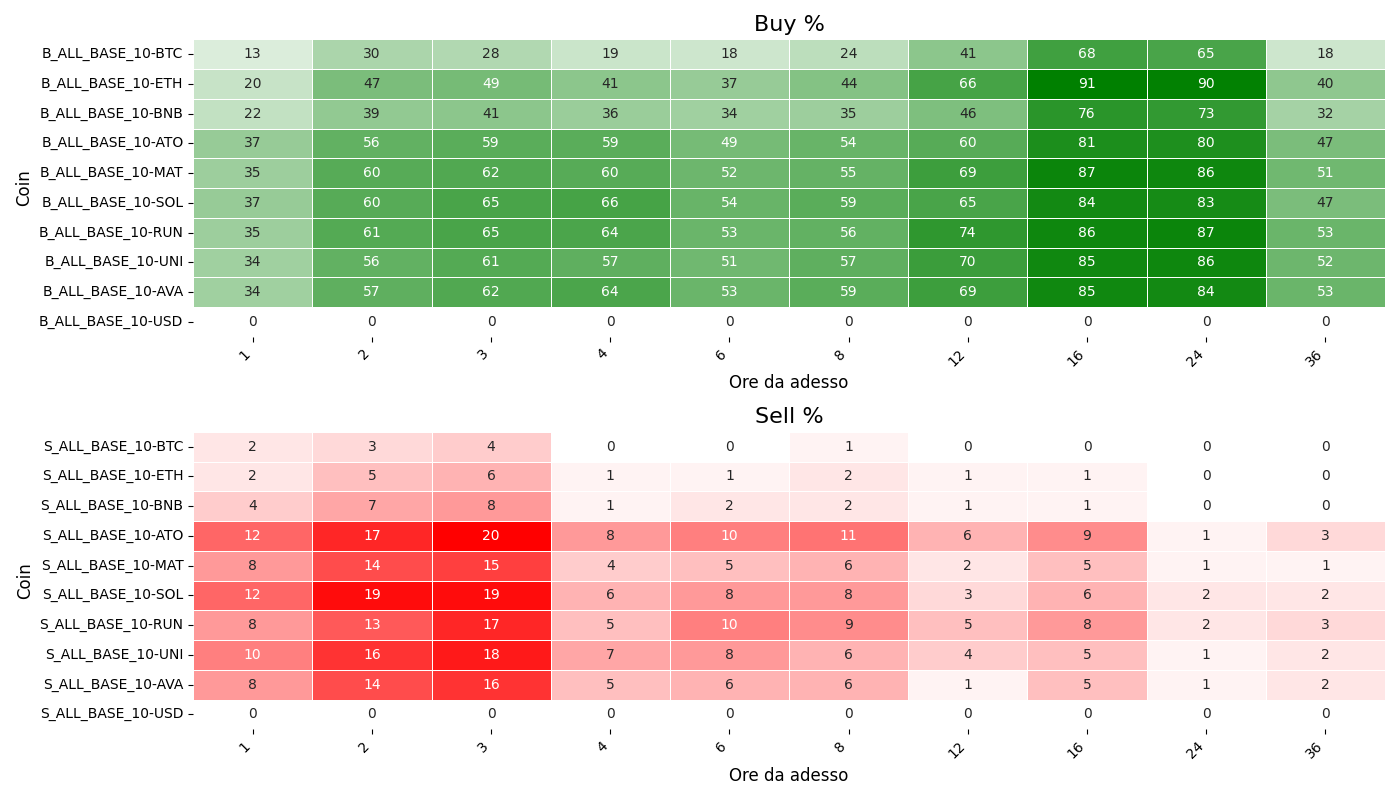 Buy %
Coin
B_ALL_BASE_10-BTC 13 30 28 19 18 24 41 68 65 18
B_ALL_BASE_10-ETH 20 47 49 41 37 44 66 91 90 40
B_ALL_BASE_10-BNB 22 39 41 36 34 35 46 76 73 32
B_ALL_BASE_10-ATO 37 56 59 59 49 54 60 81 80 47
B_ALL_BASE_10-MAT 35 60 62 60 52 55 69 87 86 51
B_ALL_BASE_10-SOL 37 60 65 66 54 59 65 84 83 47
B_ALL_BASE_10-RUN 35 61 65 64 53 56 74 86 87 53
B_ALL_BASE_10-UNI 34 56 61 57 51 57 70 85 86 52
B_ALL_BASE_10-AVA 34 57 62 64 53 59 69 85 84 53
B_ALL_BASE_10-USD 0 0 0 0 0 0 0 0 0 0
1 2 3 4 6 8 12 16 24 36
Ore da adesso
Sell %
Coin
S_ALL_BASE_10-BTC 2 3 4 0 0 1 0 0 0 0
S_ALL_BASE_10-ETH 2 5 6 1 1 2 1 1 0 0
S_ALL_BASE_10-BNB 4 7 8 1 2 2 1 1 0 0
S_ALL_BASE_10-ATO 12 17 20 8 10 11 6 9 1 3
S_ALL_BASE_10-MAT 8 14 15 4 5 6 2 5 1 1
S_ALL_BASE_10-SOL 12 19 19 6 8 8 3 6 2 2
S_ALL_BASE_10-RUN 8 13 17 5 10 9 5 8 2 3
S_ALL_BASE_10-UNI 10 16 18 7 8 6 4 5 1 2
S_ALL_BASE_10-AVA 8 14 16 5 6 6 1 5 1 2
S_ALL_BASE_10-USD 0 0 0 0 0 0 0 0 0 0
1 2 3 4 6 8 12 16 24 36
Ore da adesso